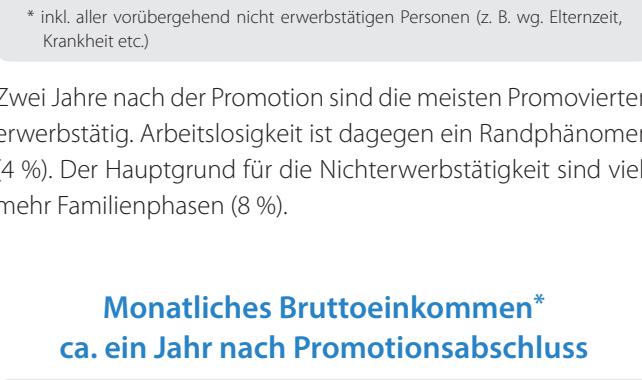 * inkl. aller vorübergehend nicht erwerbstätigen Personen (z. B. wg. Elternzeit,
Krankheit etc.)
Zwei Jahre nach der Promotion sind die meisten Promovierten
erwerbstätig. Arbeitslosigkeit ist dagegen ein Randphänomen
(4 %). Der Hauptgrund für die Nichterwerbstätigkeit sind viel
mehr Familienphasen (8 %).
Monatliches Bruttoeinkommen*
ca. ein Jahr nach Promotionsabschluss